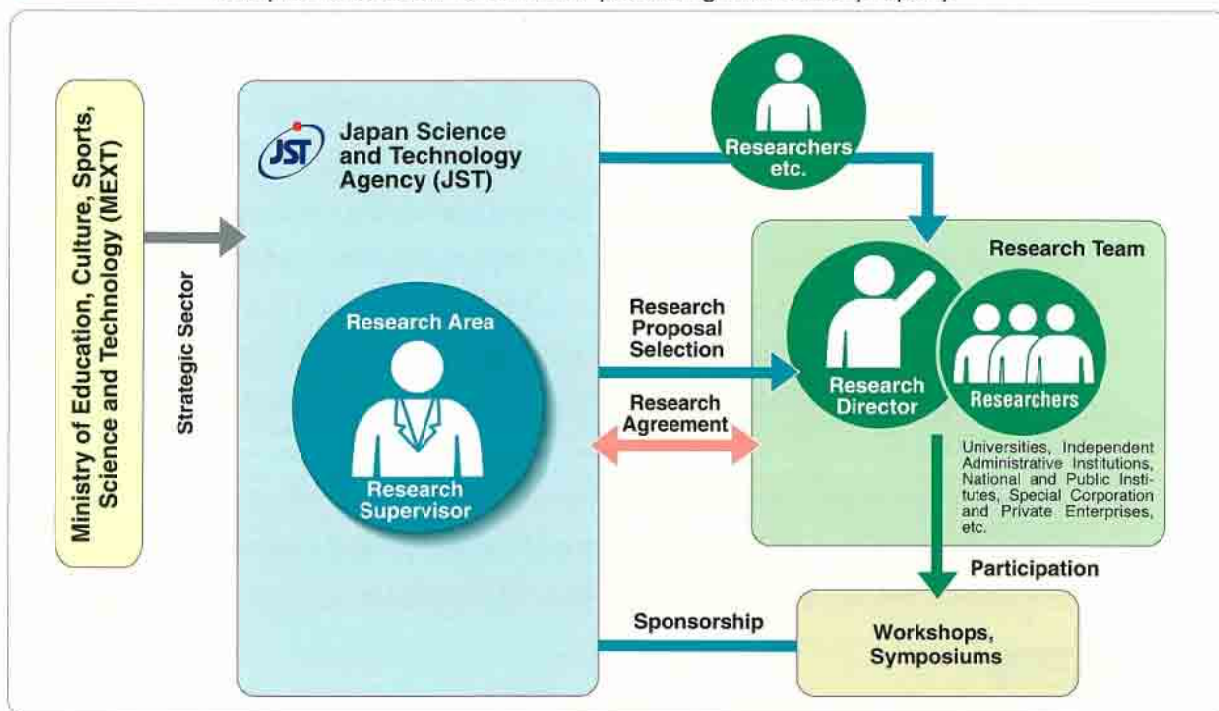 Ministry of Education, Culture, Sports,
Science and Technology (MEXT)
Strategic Sector
JST
Japan Science
and Technology
Agency (JST)
Research Area
Research
Supervisor
Researchers
etc.
Research
Proposal
Selection
Research
Agreement
Research Team
Research
Director
Researchers
Universities, Independent
Administrative Institutions,
National and Public Insti-
tutes, Special Corporation
and Private Enterprises,
etc.
Participation
Sponsorship
Workshops,
Symposiums